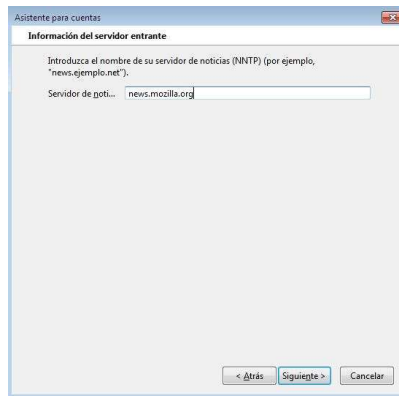 Asistente para cuentas
Información del servidor entrante
Introduzca el nombre de su servidor de noticias (NNTP) (por ejemplo,
"news.ejemplo.net").
Servidor de noti... news.mozilla.org
< Atrás Siguiente > Cancelar